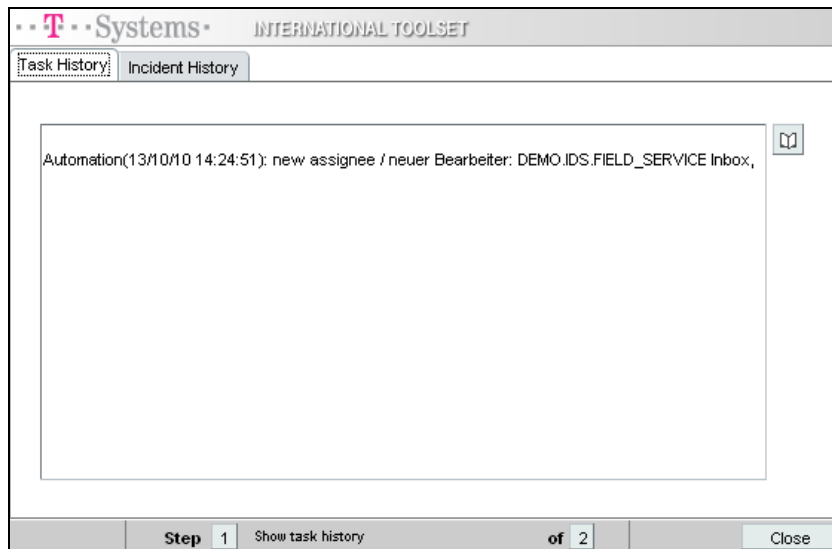 ··T··Systems· INTERNATIONAL TOOLSET
Task History Incident History
Automation(13/10/10 14:24:51): new assignee / neuer Bearbeiter: DEMO.IDS.FIELD_SERVICE Inbox,
Step 1 Show task history of 2 Close